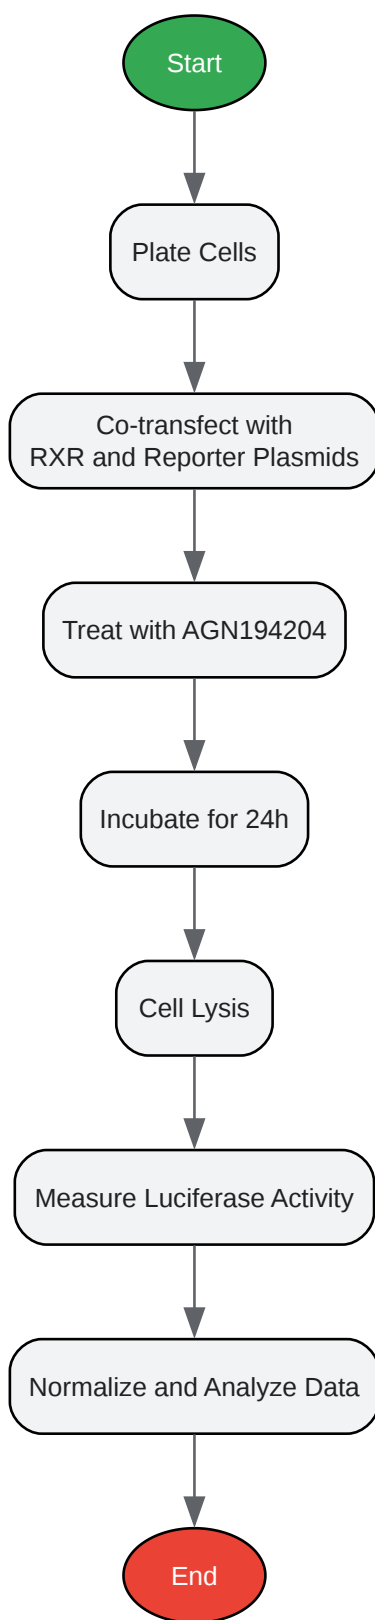 Start
Plate Cells
Co-transfect with
RXR and Reporter Plasmids
Treat with AGN194204
Incubate for 24h
Cell Lysis
Measure Luciferase Activity
Normalize and Analyze Data
End